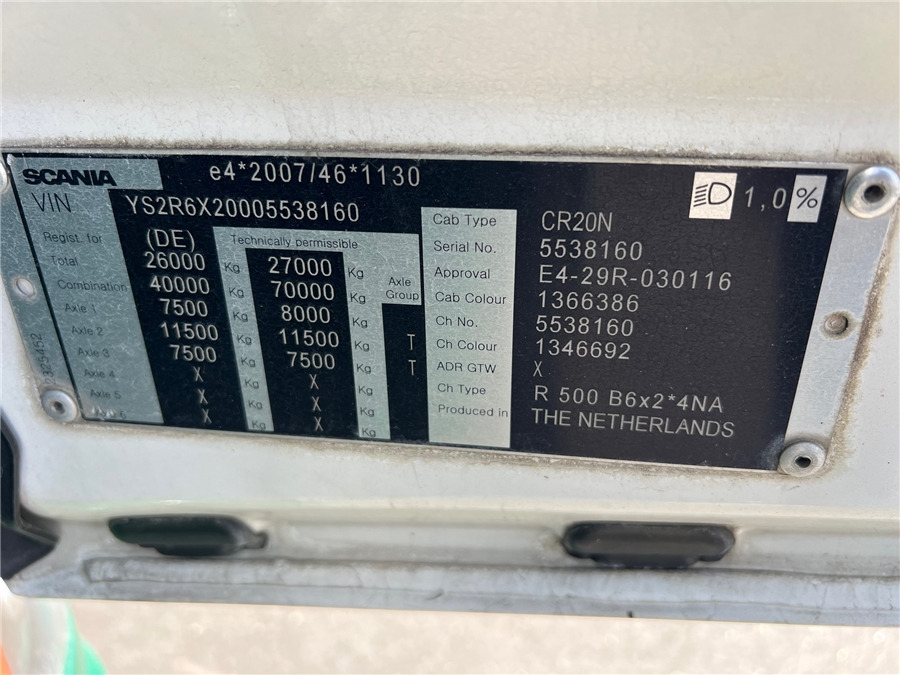 SCANIA e4*2007/46*1130
VIN YS2R6X20005538160
1,0 %
Regist. for (DE) Technically permissible
Total 26000 Kg 27000 Kg
Combination 40000 Kg 70000 Kg Axle Group
Axle 1 7500 Kg 8000 Kg
Axle 2 11500 Kg 11500 Kg T
Axle 3 7500 Kg 7500 Kg T
Axle 4 X Kg X Kg
Axle 5 X Kg X Kg
6 X Kg X Kg
325452
Cab Type CR20N
Serial No. 5538160
Approval E4-29R-030116
Cab Colour 1366386
Ch No. 5538160
Ch Colour 1346692
ADR GTW X
Ch Type R 500 B6x2*4NA
Produced in THE NETHERLANDS